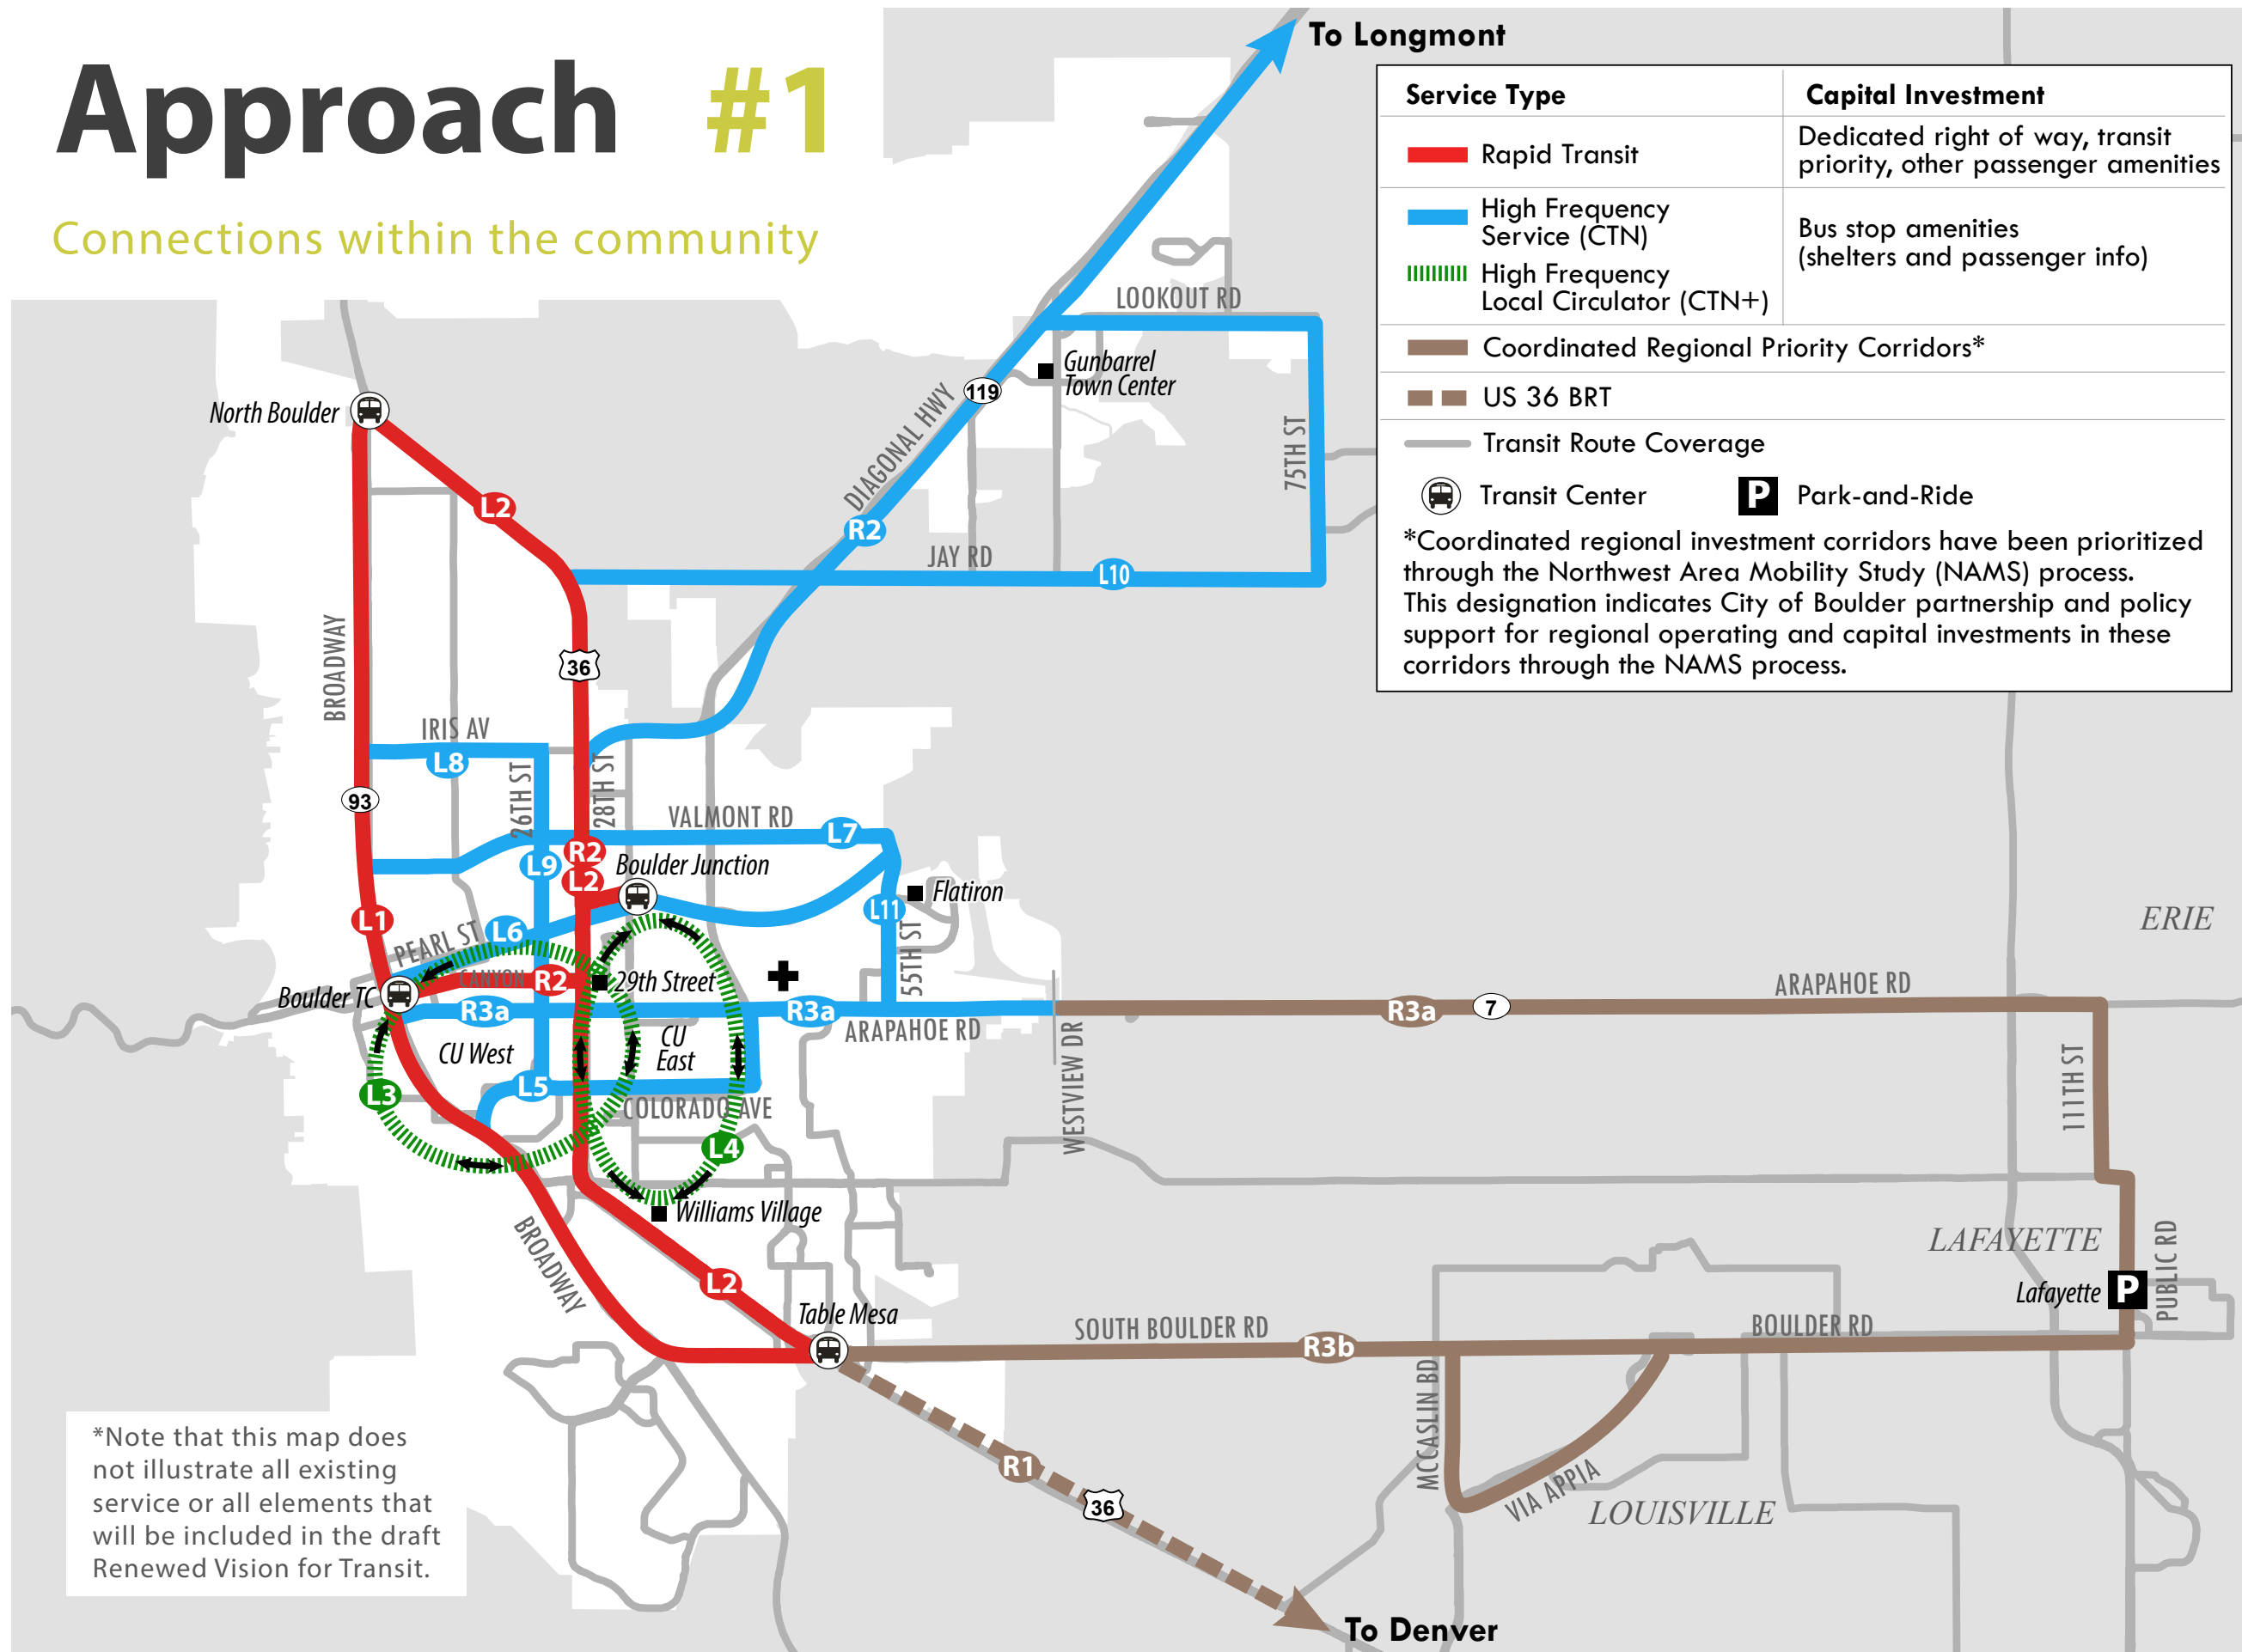 Approach #1
Connections within the community
To Longmont
Service Type
Capital Investment
Rapid Transit
Dedicated right of way, transit
priority, other passenger amenities
High Frequency
Service (CTN)
Bus stop amenities
(shelters and passenger info)
High Frequency
Local Circulator (CTN+)
Coordinated Regional Priority Corridors*
US 36 BRT
Transit Route Coverage
Transit Center
P
Park-and-Ride
*Coordinated regional investment corridors have been prioritized
through the Northwest Area Mobility Study (NAMS) process.
This designation indicates City of Boulder partnership and policy
support for regional operating and capital investments in these
corridors through the NAMS process.
LOOKOUT RD
Gunbarrel
Town Center
119
DIAGONAL HWY
75TH ST
North Boulder
L2
R2
JAY RD
L10
BROADWAY
36
IRIS AV
L8
26TH ST
28TH ST
93
VALMONT RD
L7
R2
L9
L2
Boulder Junction
Flatiron
L11
L1
L6
PEARL ST
55TH ST
ERIE
CANYON
R2
29th Street
Boulder TC
R3a
R3a
R3a
7
ARAPAHOE RD
ARAPAHOE RD
CU West
CU
East
WESTVIEW DR
111TH ST
L5
L3
COLORADO AVE
L4
Williams Village
BROADWAY
L2
LAFAYETTE
PUBLIC RD
Lafayette
P
Table Mesa
SOUTH BOULDER RD
R3b
BOULDER RD
MCCASLIN BD
VIA APPIA
LOUISVILLE
R1
36
*Note that this map does
not illustrate all existing
service or all elements that
will be included in the draft
Renewed Vision for Transit.
To Denver